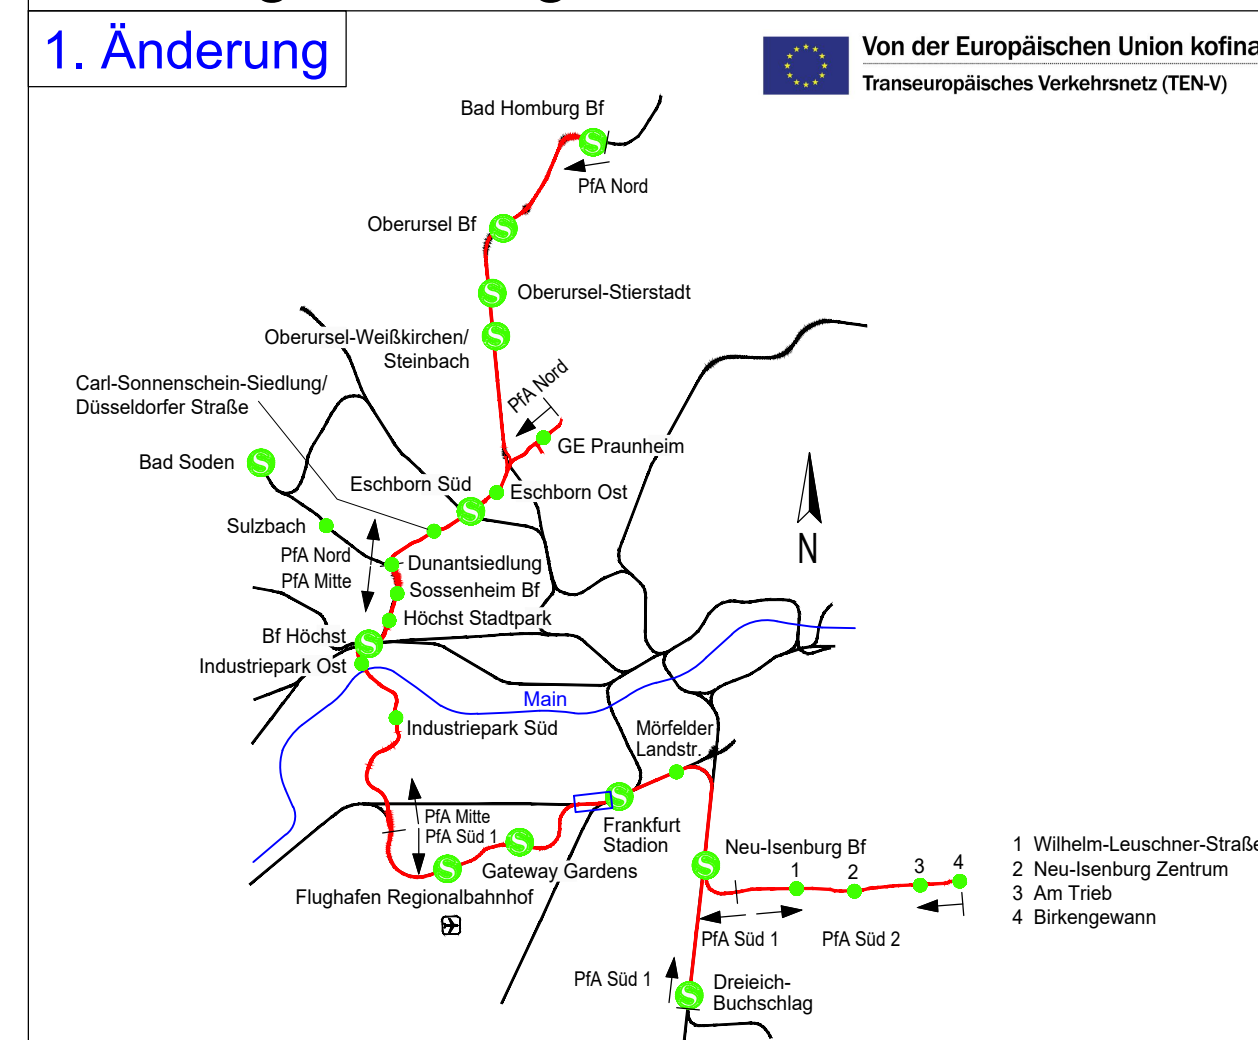 1. Änderung
Von der Europäischen Union kofina
Transeuropäisches Verkehrsnetz (TEN-V)
Bad Homburg Bf
PfA Nord
Oberursel Bf
Oberursel-Stierstadt
Oberursel-Weißkirchen/
Steinbach
PfA Nord
Carl-Sonnenschein-Siedlung/
Düsseldorfer Straße
GE Praunheim
Bad Soden
Eschborn Süd
Eschborn Ost
Sulzbach
PfA Nord
PfA Mitte
Dunantsiedlung
Sossenheim Bf
Höchst Stadtpark
Bf Höchst
Industriepark Ost
N
Main
Industriepark Süd
Mörfelder
Landstr.
PfA Mitte
PfA Süd 1
Frankfurt
Stadion
Gateway Gardens
Flughafen Regionalbahnhof
Neu-Isenburg Bf
1
2
3
4
1 Wilhelm-Leuschner-Straße
2 Neu-Isenburg Zentrum
3 Am Trieb
4 Birkengewann
PfA Süd 1
PfA Süd 2
PfA Süd 1
Dreieich-
Buchschlag